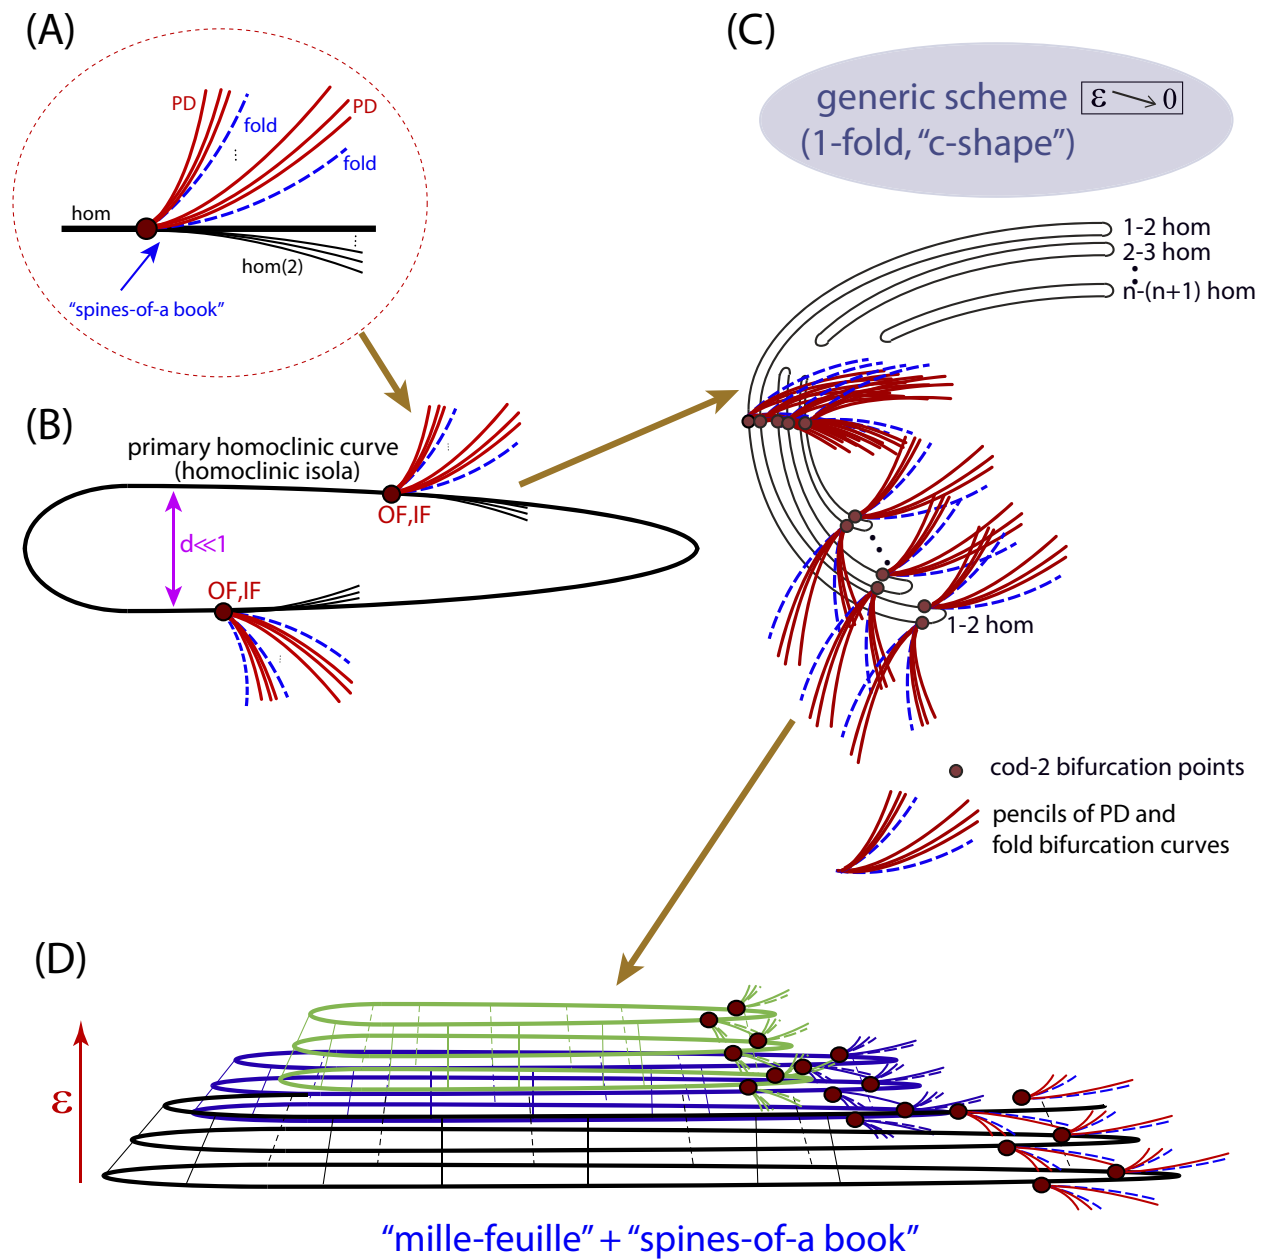 (A)
PD
fold
PD
fold
hom
hom(2)
“spines-of-a book”
(B)
primary homoclinic curve
(homoclinic isola)
OF,IF
d≪1
OF,IF
(C)
generic scheme ε → 0
(1-fold, “c-shape”)
1-2 hom
2-3 hom
n-(n+1) hom
1-2 hom
cod-2 bifurcation points
pencils of PD and
fold bifurcation curves
(D)
ε
“mille-feuille” + “spines-of-a book”